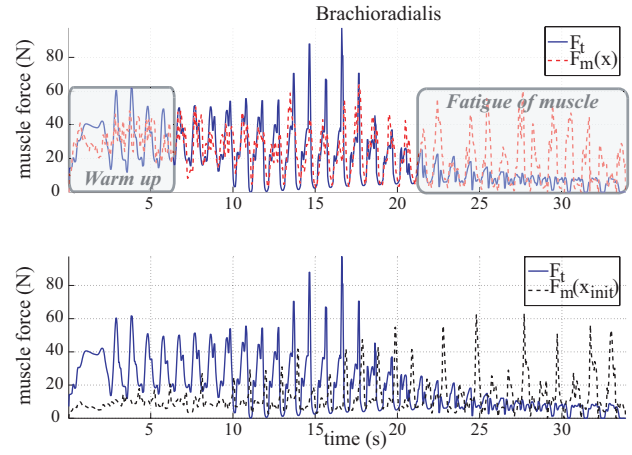 Brachioradialis
muscle force (N)
80
60
40
20
0
F_t
F_m(x)
Warm up
Fatigue of muscle
5 10 15 20 25 30
muscle force (N)
80
60
40
20
0
F_t
F_m(x_init)
5 10 15 20 25 30
time (s)